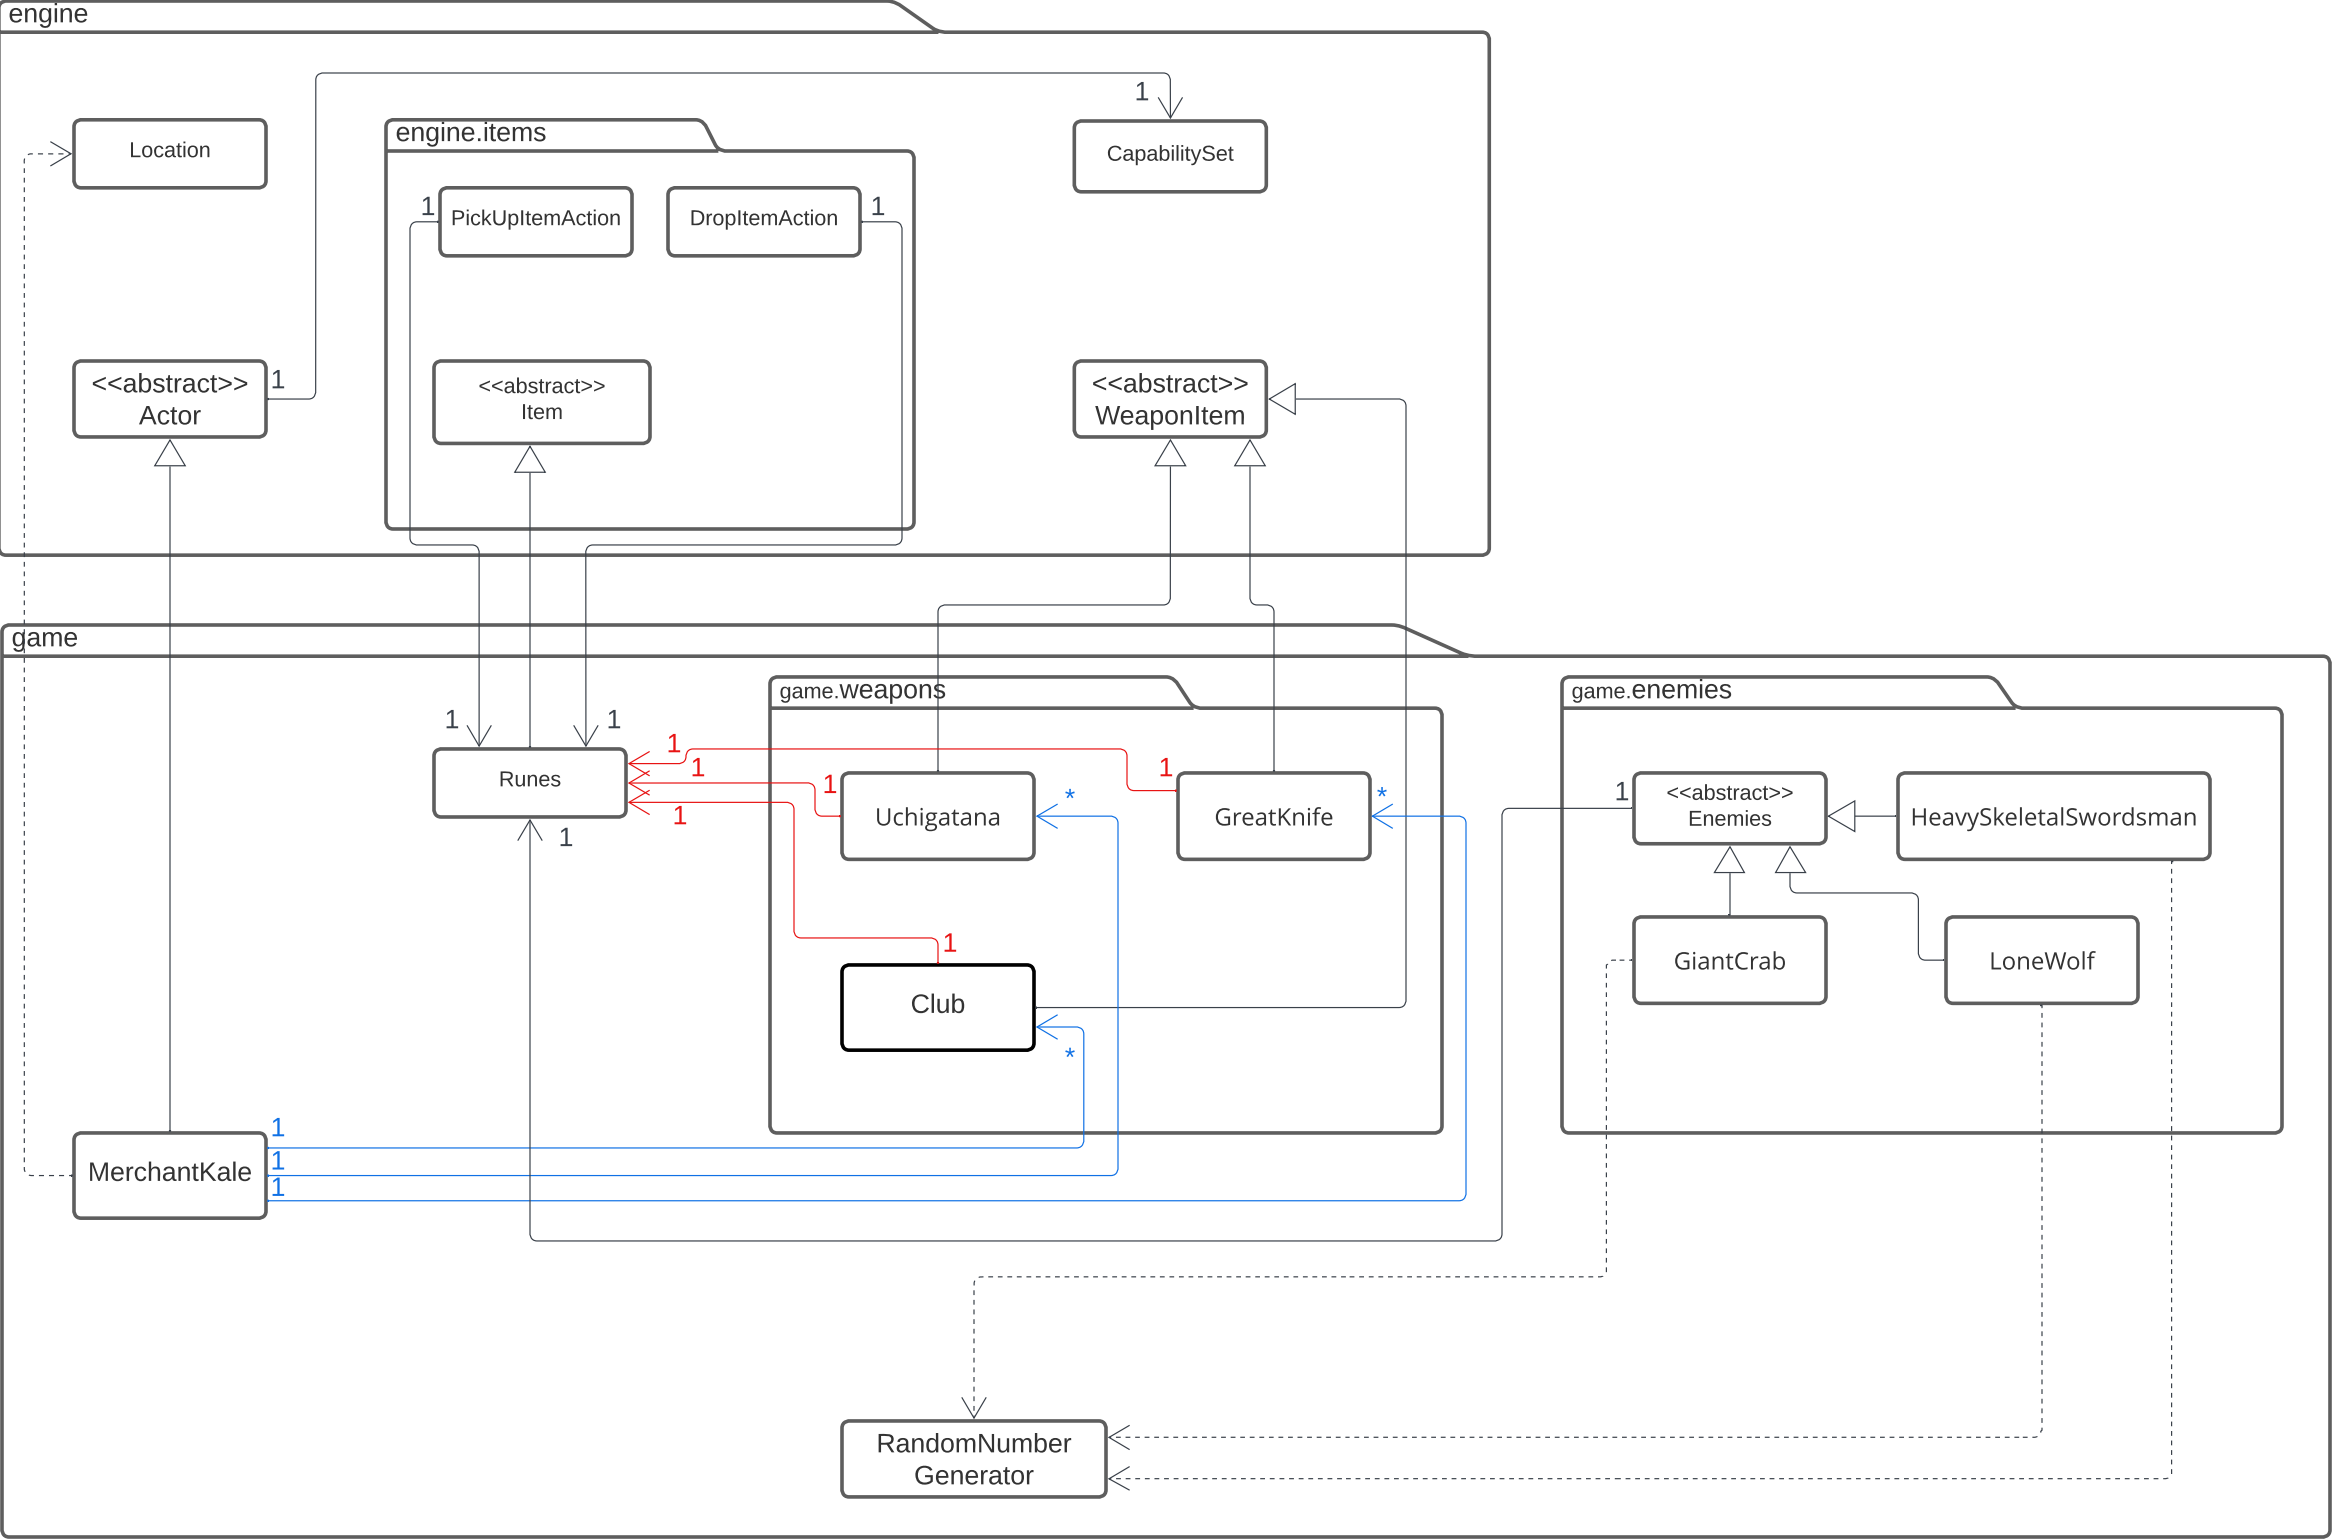 engine
1
Location
engine.items
CapabilitySet
1
PickUpItemAction
DropItemAction
1
<<abstract>>
Actor
1
<<abstract>>
Item
<<abstract>>
WeaponItem
game
game.weapons
game.enemies
1
1
1
1
1
1
Runes
1
1
1
Uchigatana
*
GreatKnife
*
1
<<abstract>>
Enemies
HeavySkeletalSwordsman
1
Club
*
GiantCrab
LoneWolf
1
1
1
MerchantKale
RandomNumber
Generator